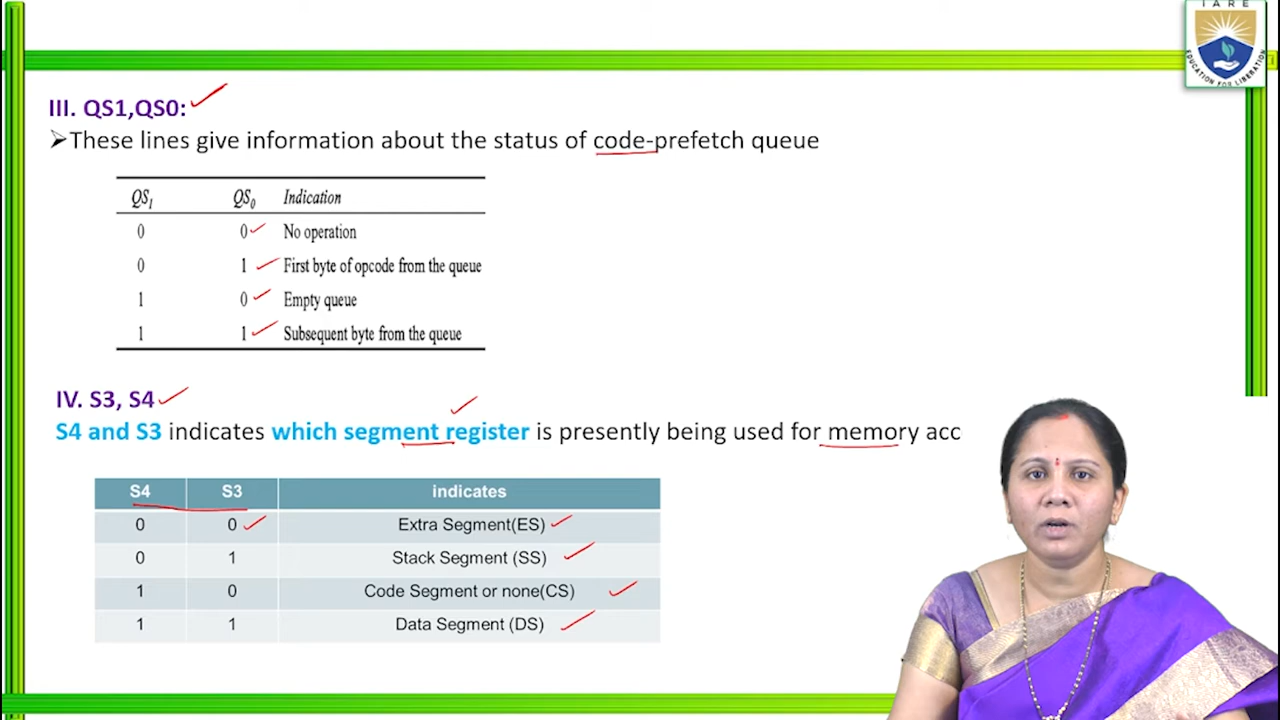 IARE
EDUCATION FOR LIBERATION
III. QS1,QS0:
➢These lines give information about the status of code-prefetch queue
QS1 QS0 Indication
0 0 No operation
0 1 First byte of opcode from the queue
1 0 Empty queue
1 1 Subsequent byte from the queue
IV. S3, S4
S4 and S3 indicates which segment register is presently being used for memory acc
S4 S3 indicates
0 0 Extra Segment(ES)
0 1 Stack Segment (SS)
1 0 Code Segment or none(CS)
1 1 Data Segment (DS)